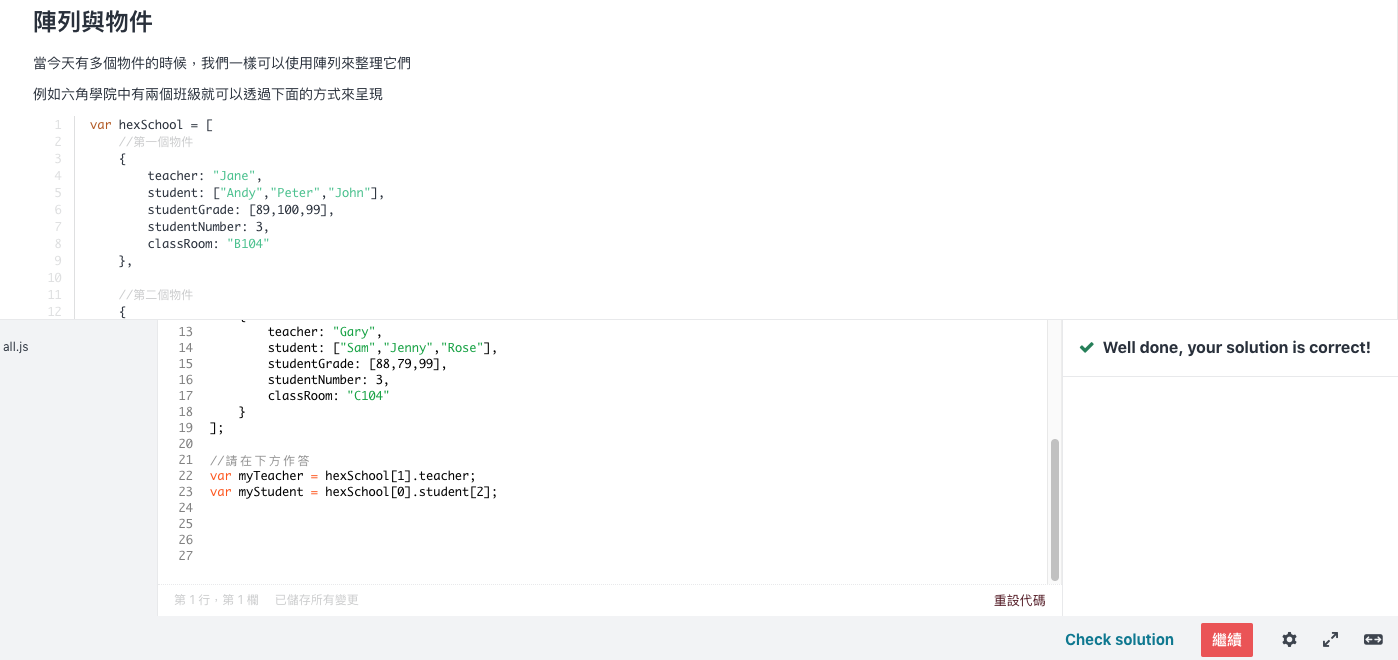 陣列與物件
當今天有多個物件的時候，我們一樣可以使用陣列來整理它們
例如六角學院中有兩個班級就可以透過下面的方式來呈現
1 var hexSchool = [
2 //第一個物件
3 {
4 teacher: "Jane",
5 student: ["Andy","Peter","John"],
6 studentGrade: [89,100,99],
7 studentNumber: 3,
8 classRoom: "B104"
9 },
10
11 //第二個物件
12 {
all.js
13 teacher: "Gary",
14 student: ["Sam","Jenny","Rose"],
15 studentGrade: [88,79,99],
16 studentNumber: 3,
17 classRoom: "C104"
18 }
19 ];
20
21 //請在下方作答
22 var myTeacher = hexSchool[1].teacher;
23 var myStudent = hexSchool[0].student[2];
24
25
26
27
第 1 行，第 1 欄 已儲存所有變更
重設代碼
Well done, your solution is correct!
Check solution
繼續